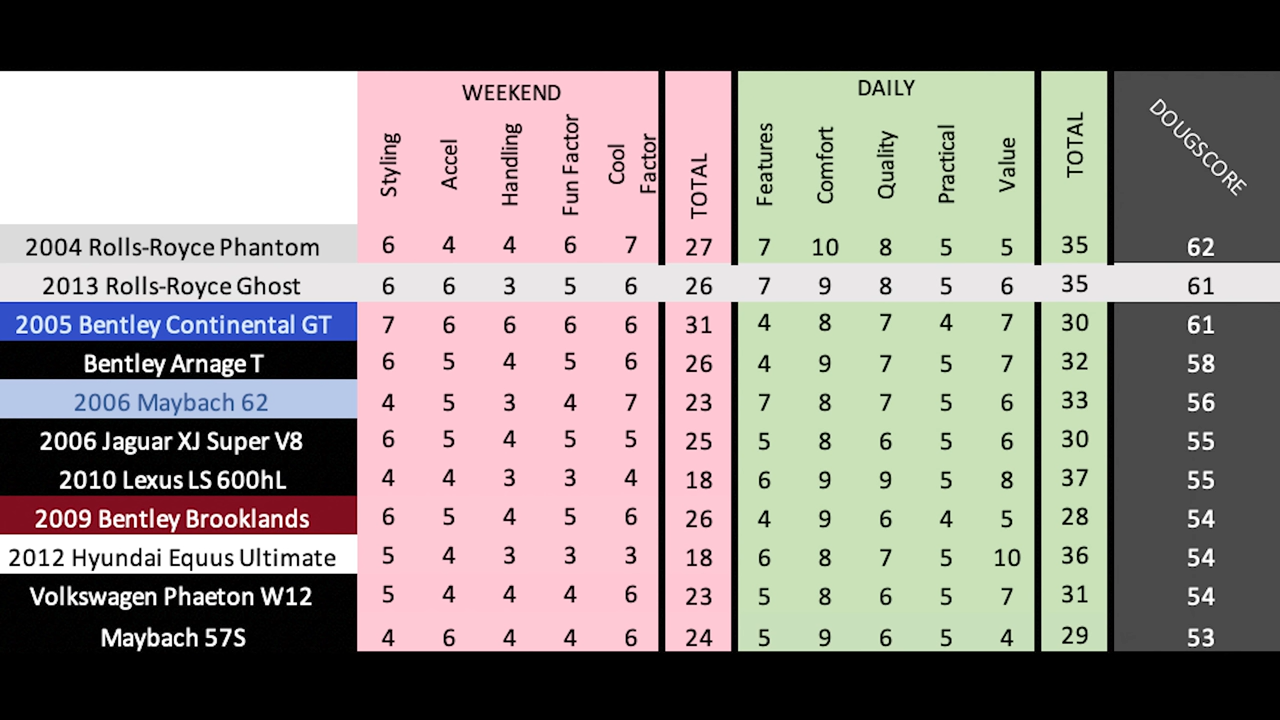 WEEKEND DAILY
Styling Accel Handling Fun Factor Cool Factor TOTAL Features Comfort Quality Practical Value TOTAL DOUGSCORE
2004 Rolls-Royce Phantom 6 4 4 6 7 27 7 10 8 5 5 35 62
2013 Rolls-Royce Ghost 6 6 3 5 6 26 7 9 8 5 6 35 61
2005 Bentley Continental GT 7 6 6 6 6 31 4 8 7 4 7 30 61
Bentley Arnage T 6 5 4 5 6 26 4 9 7 5 7 32 58
2006 Maybach 62 4 5 3 4 7 23 7 8 7 5 6 33 56
2006 Jaguar XJ Super V8 6 5 4 5 5 25 5 8 6 5 6 30 55
2010 Lexus LS 600hL 4 4 3 3 4 18 6 9 9 5 8 37 55
2009 Bentley Brooklands 6 5 4 5 6 26 4 9 6 4 5 28 54
2012 Hyundai Equus Ultimate 5 4 3 3 3 18 6 8 7 5 10 36 54
Volkswagen Phaeton W12 5 4 4 4 6 23 5 8 6 5 7 31 54
Maybach 57S 4 6 4 4 6 24 5 9 6 5 4 29 53